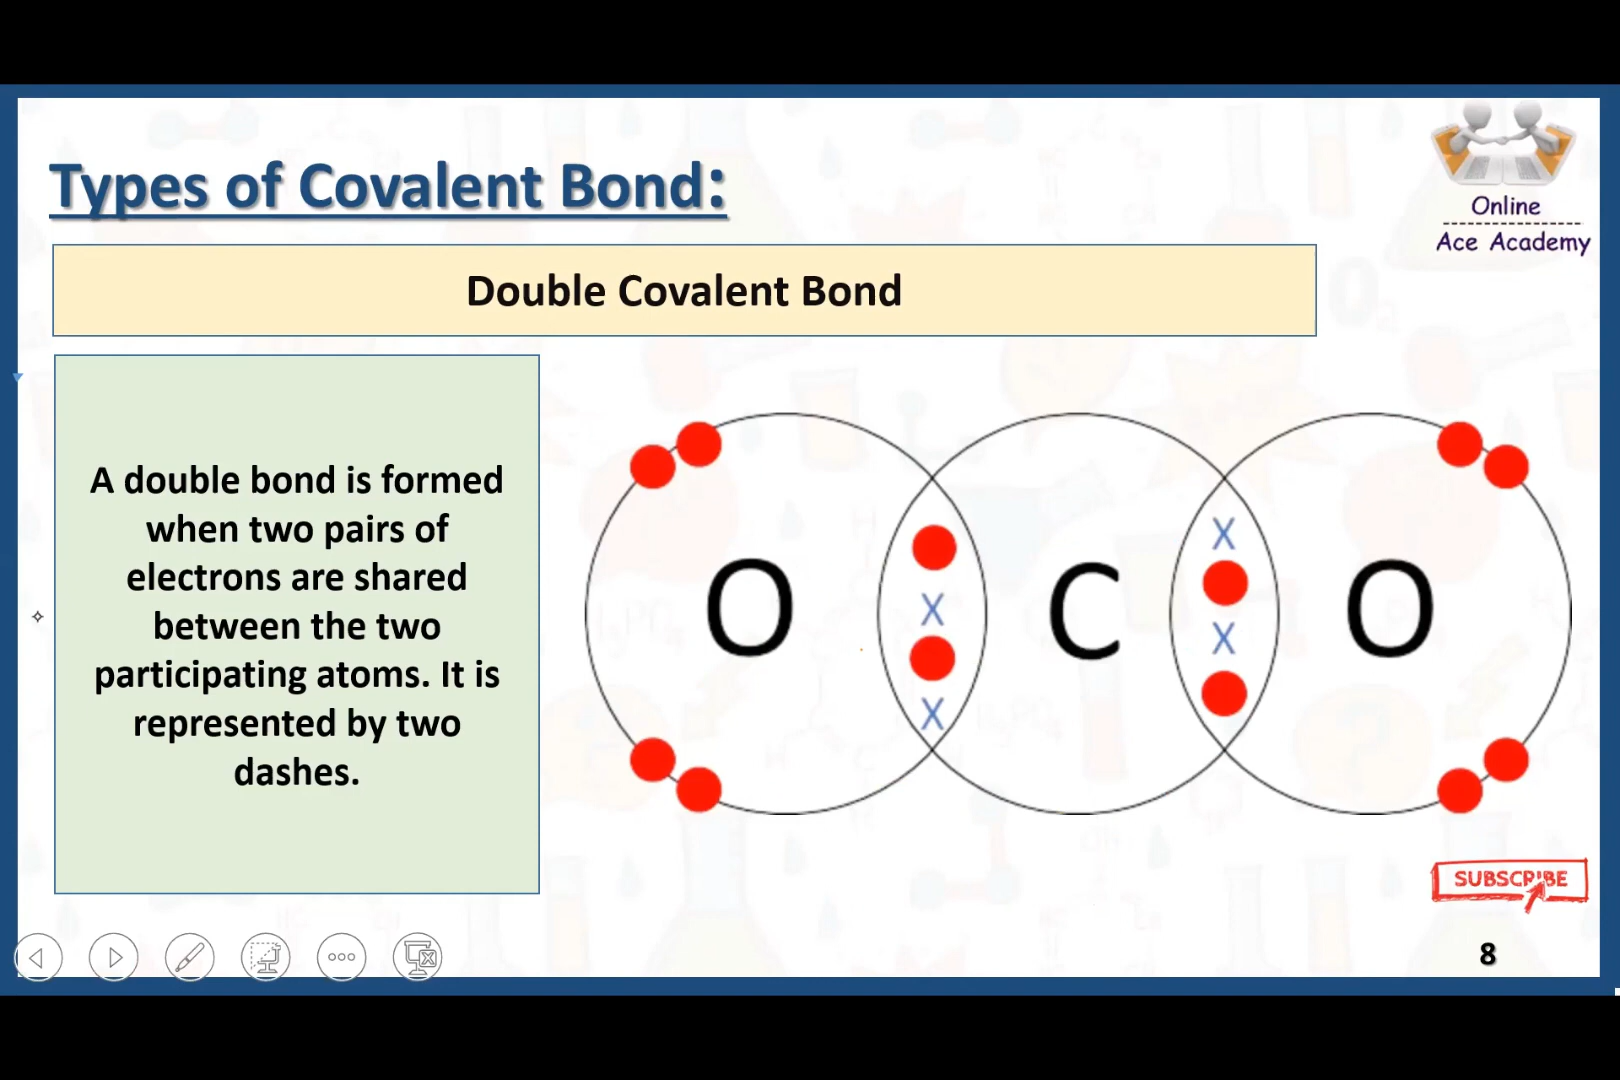 Types of Covalent Bond:
Online
Ace Academy
Double Covalent Bond
A double bond is formed
when two pairs of
electrons are shared
between the two
participating atoms. It is
represented by two
dashes.
O
X
X
C
X
X
O
SUBSCRIBE
8